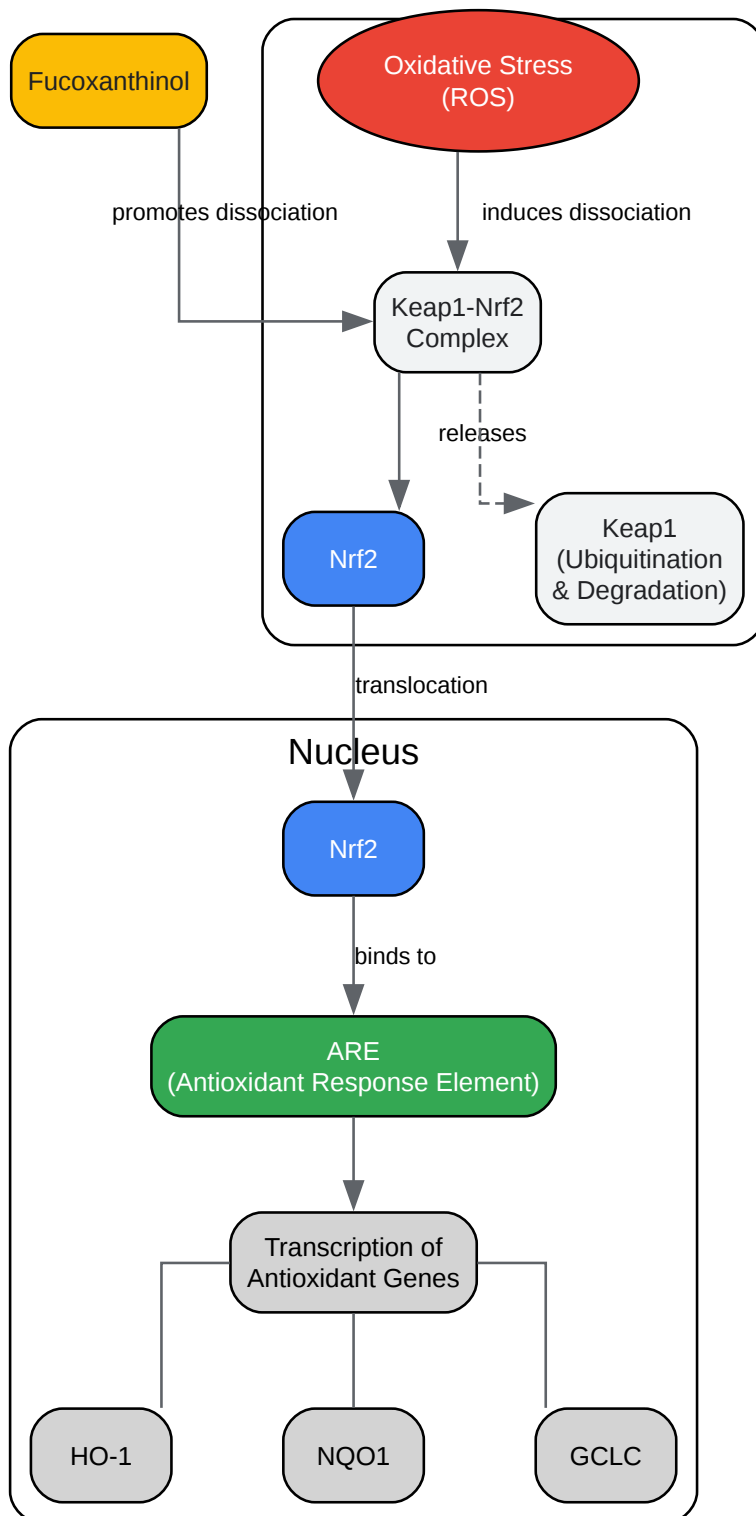 Fucoxanthinol
Oxidative Stress
(ROS)
promotes dissociation
induces dissociation
Keap1-Nrf2
Complex
releases
Nrf2
Keap1
(Ubiquitination
& Degradation)
translocation
Nucleus
Nrf2
binds to
ARE
(Antioxidant Response Element)
Transcription of
Antioxidant Genes
HO-1
NQO1
GCLC